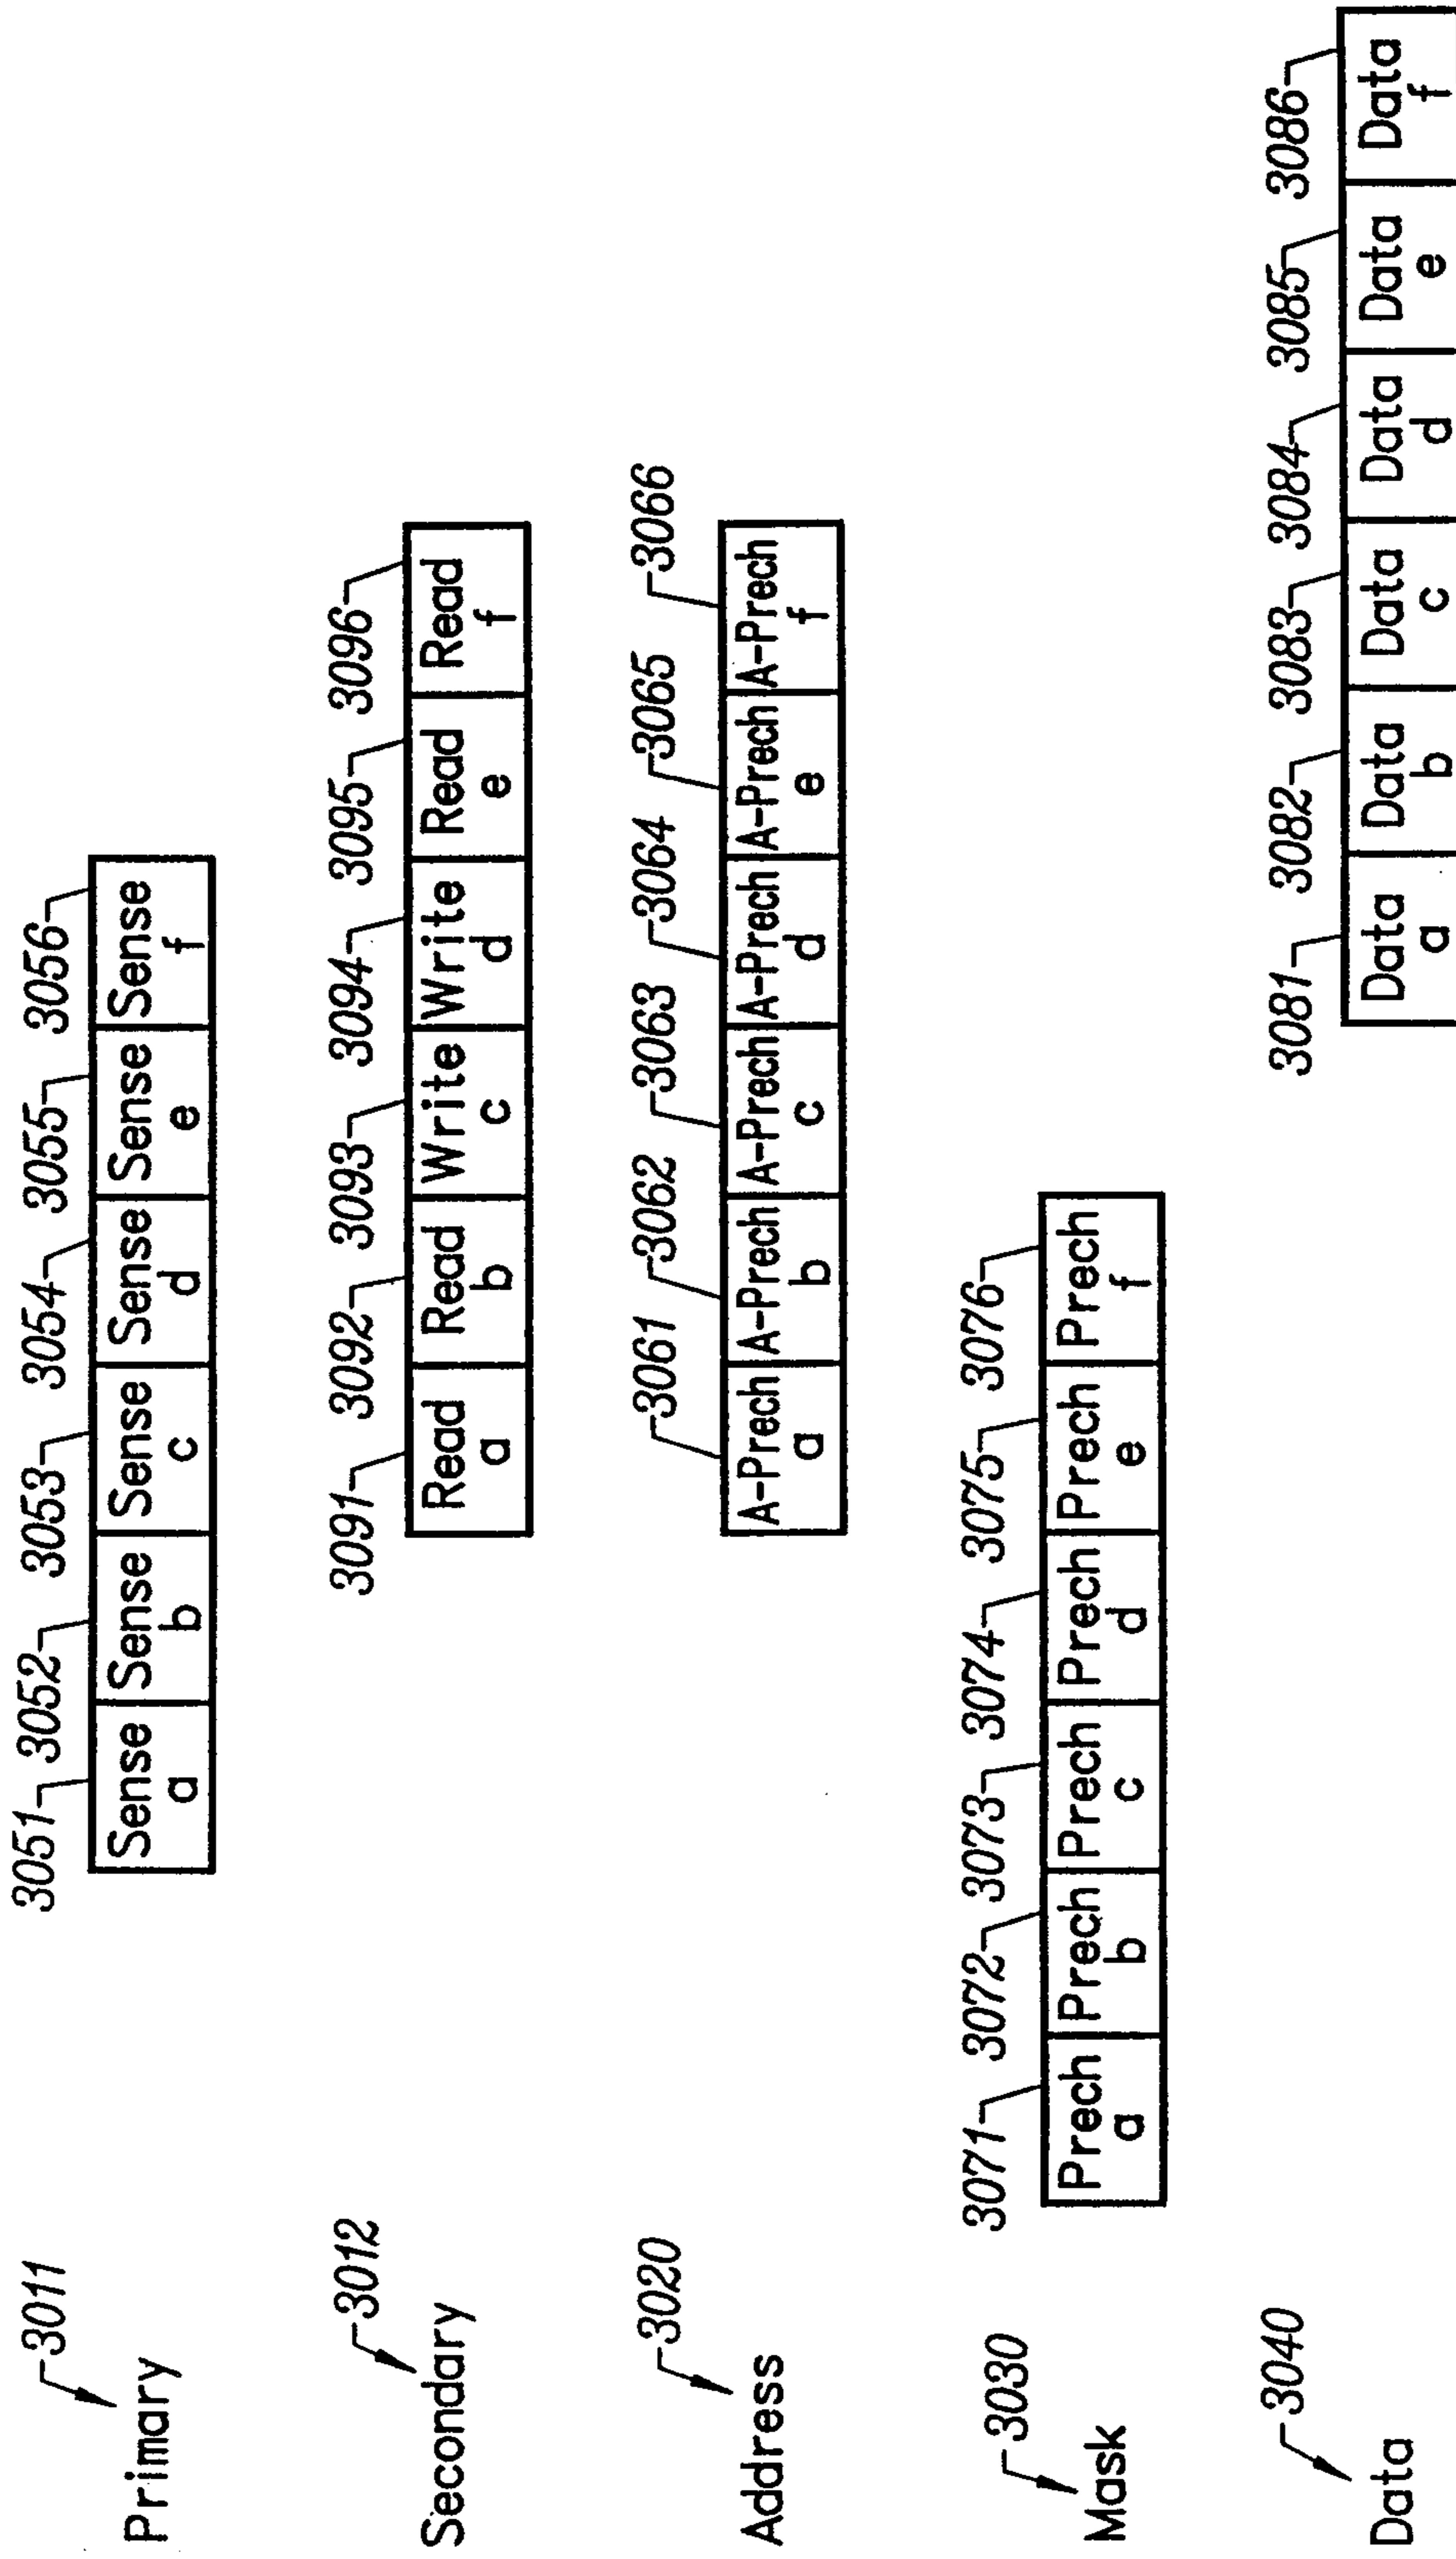 3011
Primary
3051 3052 3053 3054 3055 3056
Sense Sense Sense Sense Sense Sense
a b c d e f
3012
Secondary
3091 3092 3093 3094 3095 3096
Read Read Write Write Read Read
a b c d e f
3020
Address
3061 3062 3063 3064 3065 3066
A-Prech A-Prech A-Prech A-Prech A-Prech A-Prech
a b c d e f
3030
Mask
3071 3072 3073 3074 3075 3076
Prech Prech Prech Prech Prech Prech
a b c d e f
3040
Data
3081 3082 3083 3084 3085 3086
Data Data Data Data Data Data
a b c d e f